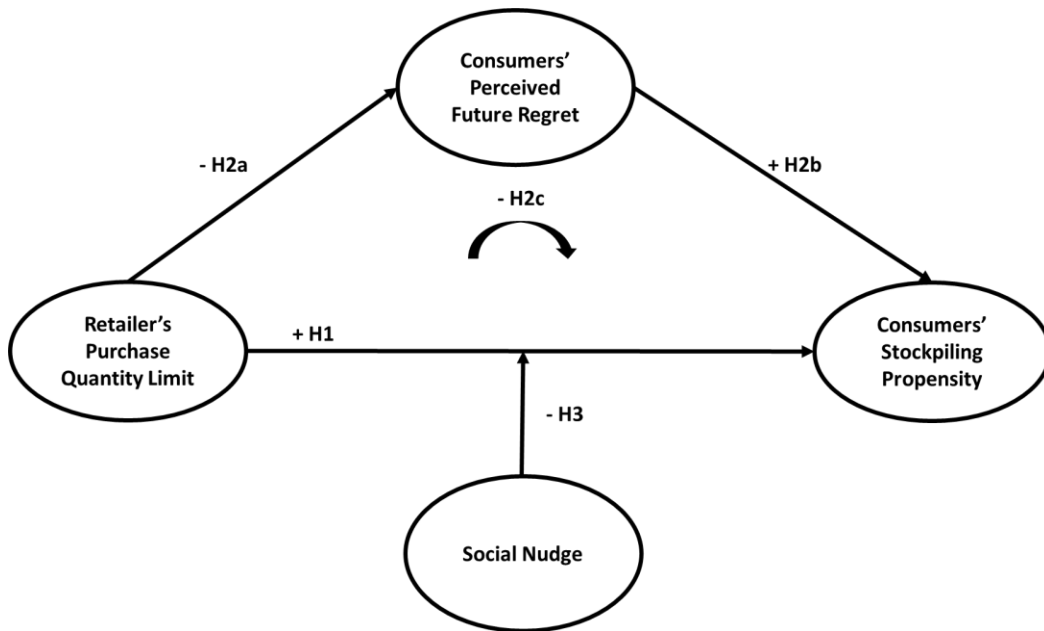 Consumers'
Perceived
Future Regret
- H2a
+ H2b
- H2c
Retailer's
Purchase
Quantity Limit
+ H1
Consumers'
Stockpiling
Propensity
- H3
Social Nudge